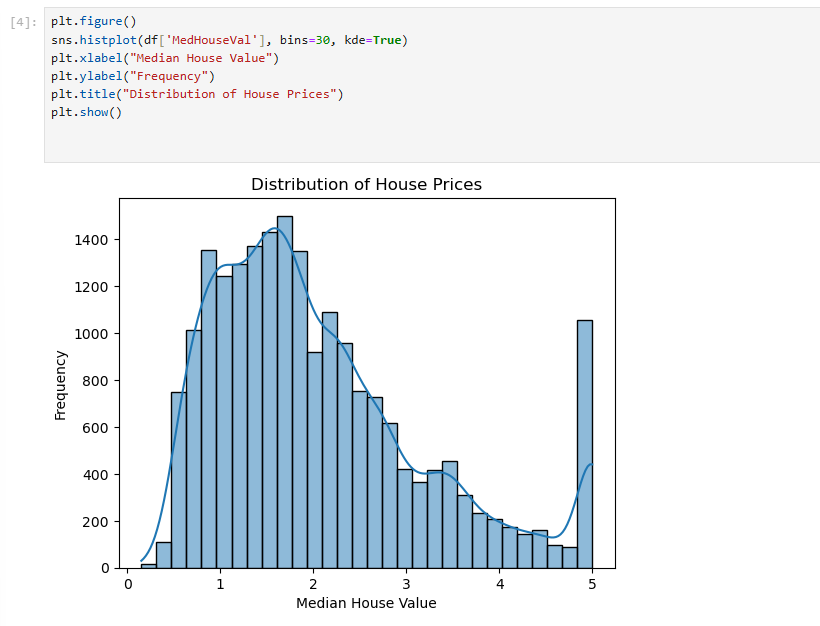 [4]: plt.figure()
sns.histplot(df['MedHouseVal'], bins=30, kde=True)
plt.xlabel("Median House Value")
plt.ylabel("Frequency")
plt.title("Distribution of House Prices")
plt.show()
Distribution of House Prices
1400
1200
1000
800
600
400
200
0
Frequency
0 1 2 3 4 5
Median House Value